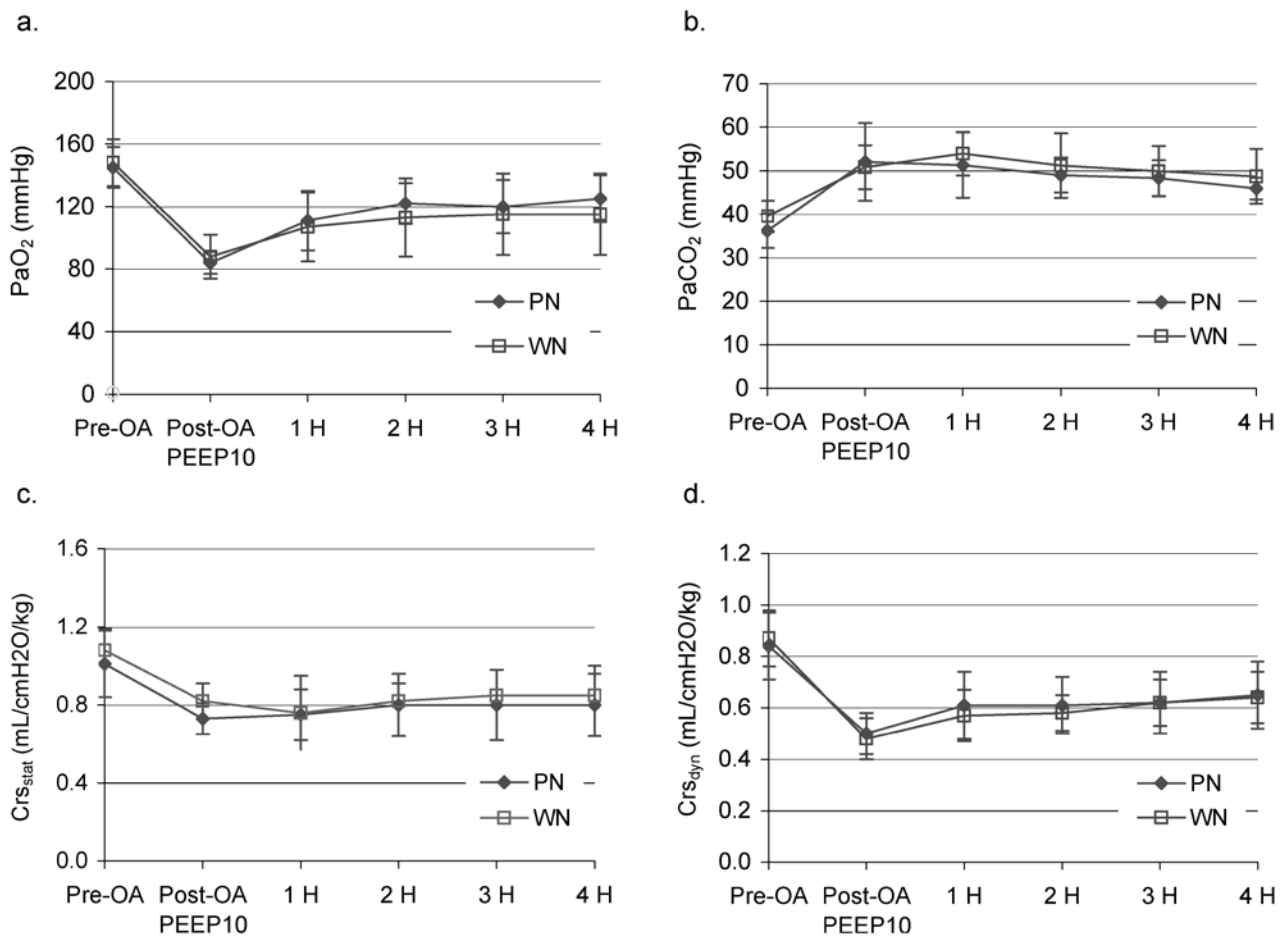 a.
PaO2 (mmHg)
200
160
120
80
40
0
PN
WN
Pre-OA Post-OA 1 H 2 H 3 H 4 H
PEEP10
b.
PaCO2 (mmHg)
70
60
50
40
30
20
10
0
PN
WN
Pre-OA Post-OA 1 H 2 H 3 H 4 H
PEEP10
c.
Crsstat (mL/cmH2O/kg)
1.6
1.2
0.8
0.4
0.0
PN
WN
Pre-OA Post-OA 1 H 2 H 3 H 4 H
PEEP10
d.
Crsdyn (mL/cmH2O/kg)
1.2
1.0
0.8
0.6
0.4
0.2
0.0
PN
WN
Pre-OA Post-OA 1 H 2 H 3 H 4 H
PEEP10